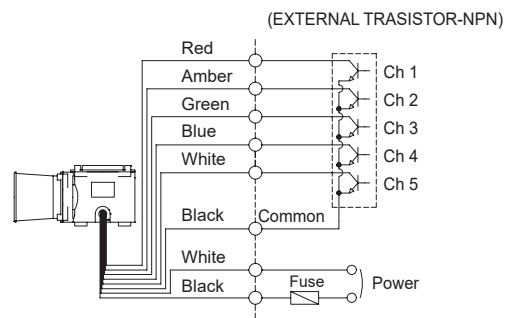 (EXTERNAL TRASISTOR-NPN)
Red
Ch 1
Amber
Ch 2
Green
Ch 3
Blue
Ch 4
White
Ch 5
Black
Common
White
Black
Fuse
Power